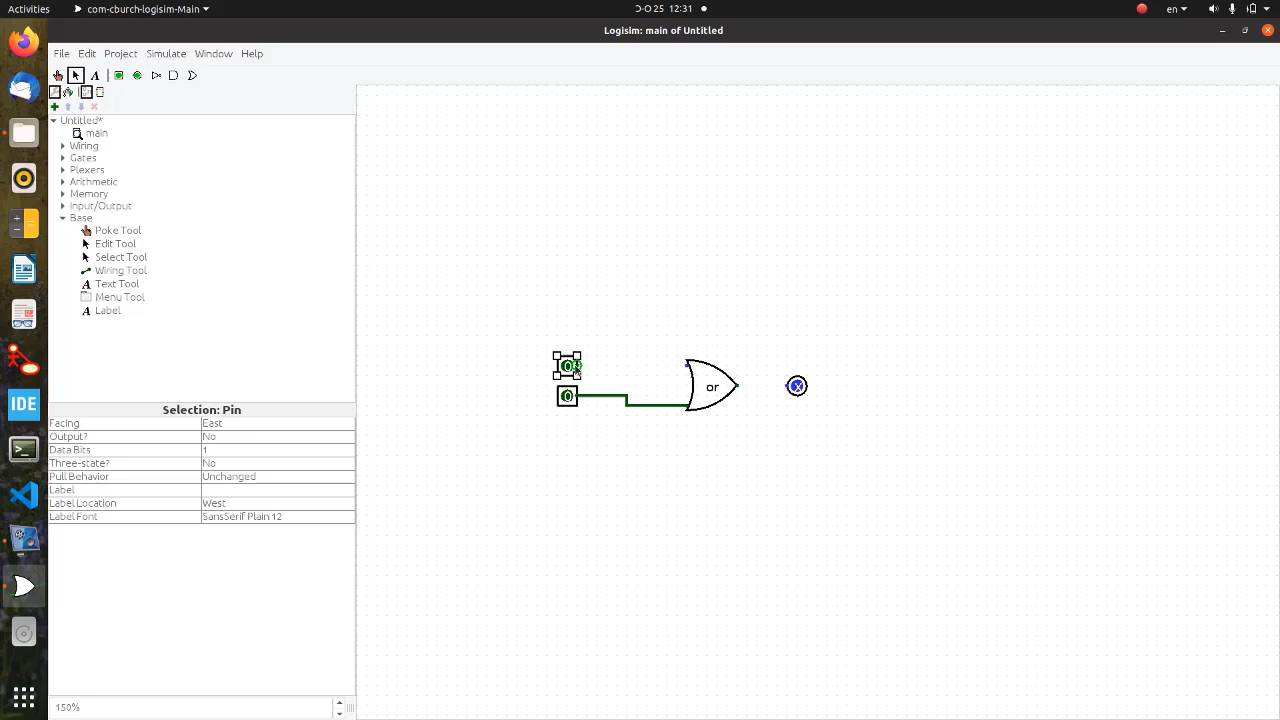 Activities
com-cburch-logisim-Main
25 12:31
en
Logisim: main of Untitled
File Edit Project Simulate Window Help
A
Untitled*
main
Wiring
Gates
Plexers
Arithmetic
Memory
Input/Output
Base
Poke Tool
Edit Tool
Select Tool
Wiring Tool
A Text Tool
Menu Tool
A Label
Selection: Pin
Facing East
Output? No
Data Bits 1
Three-state? No
Pull Behavior Unchanged
Label
Label Location West
Label Font SansSerif Plain 12
150%
0
0
or
x
IDE